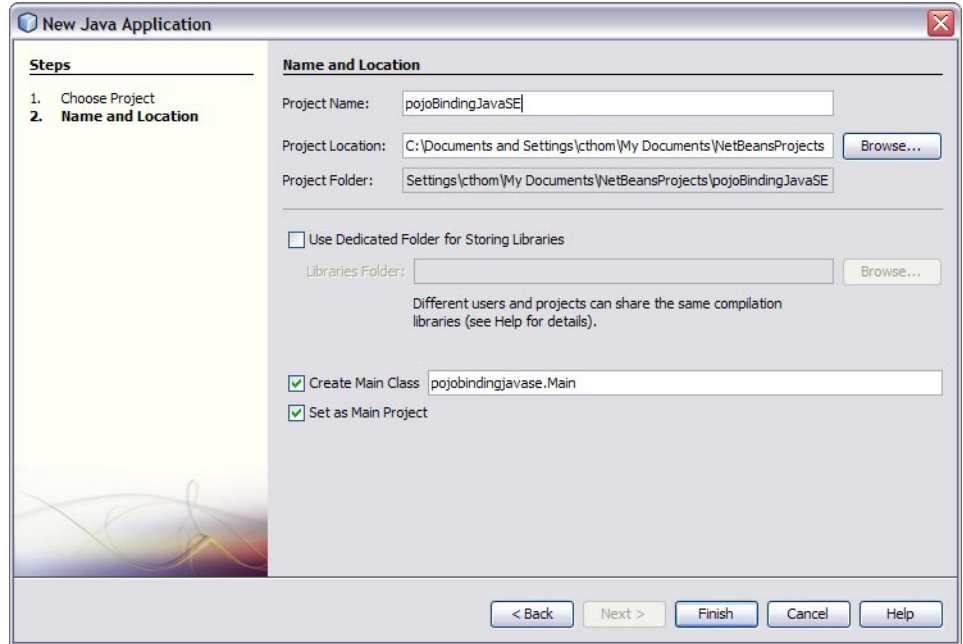 New Java Application
Steps
1. Choose Project
2. Name and Location
Name and Location
Project Name: pojoBindingJavaSE
Project Location: C:\Documents and Settings\cthom\My Documents\NetBeansProjects Browse...
Project Folder: Settings\cthom\My Documents\NetBeansProjects\pojoBindingJavaSE
Use Dedicated Folder for Storing Libraries
Libraries Folder: Browse...
Different users and projects can share the same compilation
libraries (see Help for details).
Create Main Class pojobindingjavase.Main
Set as Main Project
< Back Next > Finish Cancel Help